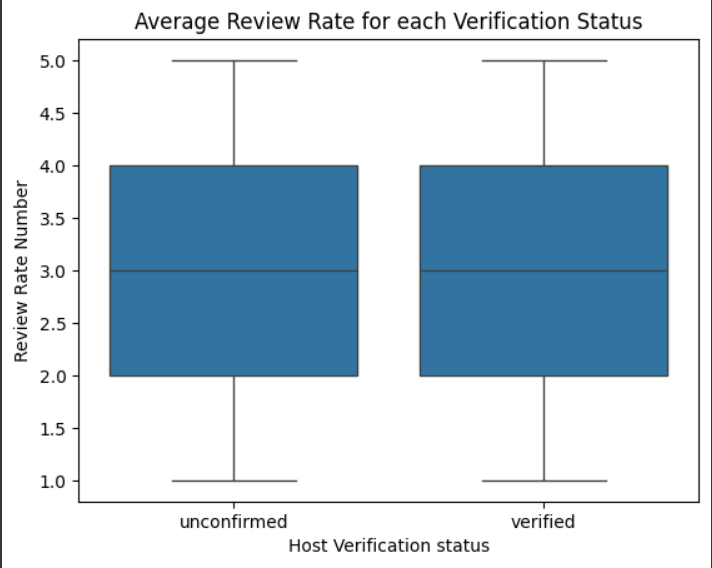 Average Review Rate for each Verification Status
Review Rate Number
5.0
4.5
4.0
3.5
3.0
2.5
2.0
1.5
1.0
unconfirmed
verified
Host Verification status